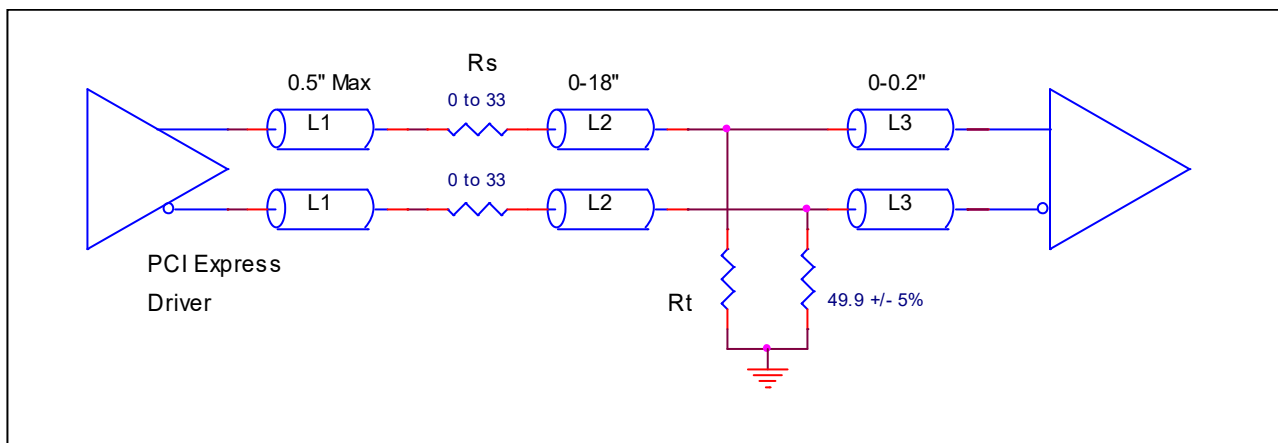 Rs
0.5" Max
0-18"
0-0.2"
0 to 33
L1
L2
L3
0 to 33
L1
L2
L3
PCI Express
Driver
Rt
49.9 +/- 5%